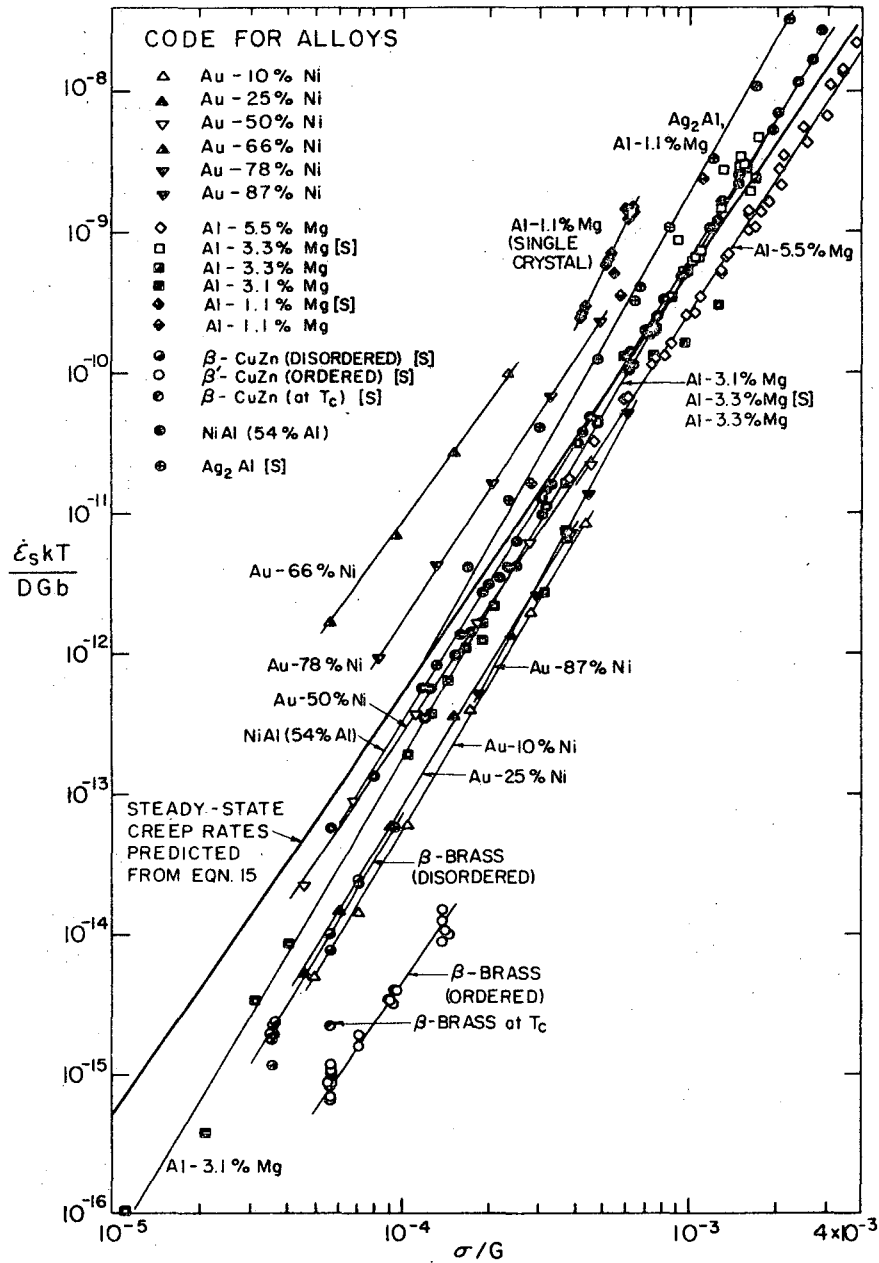 CODE FOR ALLOYS
Au-10% Ni
Au-25% Ni
Au-50% Ni
Au-66% Ni
Au-78% Ni
Au-87% Ni
Al-5.5% Mg
Al-3.3% Mg [S]
Al-3.3% Mg
Al-3.1% Mg
Al-1.1% Mg [S]
Al-1.1% Mg
β-CuZn (DISORDERED) [S]
β'-CuZn (ORDERED) [S]
β-CuZn (at Tc) [S]
NiAl (54% Al)
Ag₂Al [S]
Ag₂Al,
Al-1.1% Mg
Al-1.1% Mg
(SINGLE
CRYSTAL)
Al-5.5% Mg
Al-3.1% Mg
Al-3.3% Mg [S]
Al-3.3% Mg
Au-66% Ni
Au-78% Ni
Au-50% Ni
NiAl (54% Al)
Au-87% Ni
Au-10% Ni
Au-25% Ni
STEADY-STATE
CREEP RATES
PREDICTED
FROM EQN. 15
β-BRASS
(DISORDERED)
β-BRASS
(ORDERED)
β-BRASS at Tc
Al-3.1% Mg
10⁻⁸
10⁻⁹
10⁻¹⁰
10⁻¹¹
ε̇ₛkT
DGb
10⁻¹²
10⁻¹³
10⁻¹⁴
10⁻¹⁵
10⁻¹⁶
10⁻⁵
10⁻⁴
10⁻³
4×10⁻³
σ/G